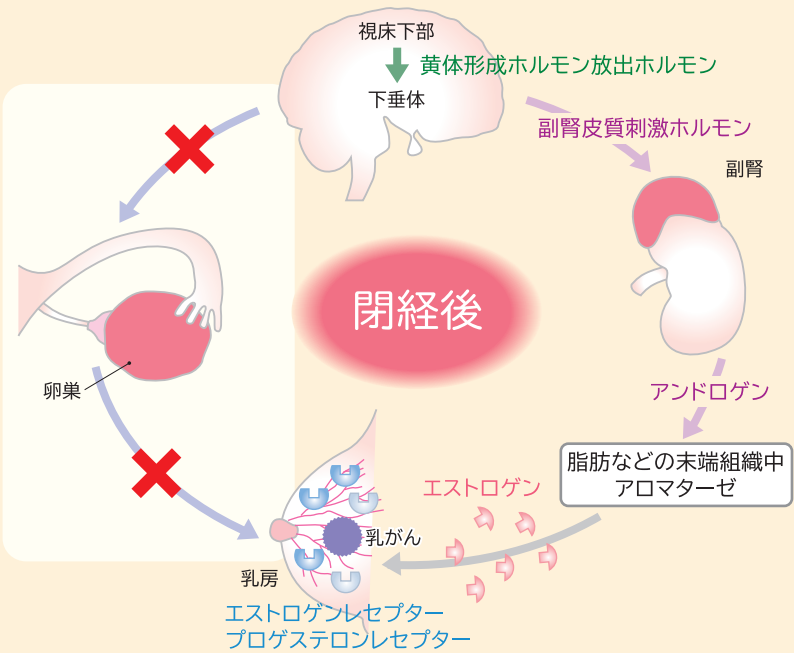 視床下部
黄体形成ホルモン放出ホルモン
下垂体
副腎皮質刺激ホルモン
副腎
閉経後
卵巣
アンドロゲン
脂肪などの末端組織中
アロマターゼ
エストロゲン
乳がん
乳房
エストロゲンレセプター
プロゲステロンレセプター